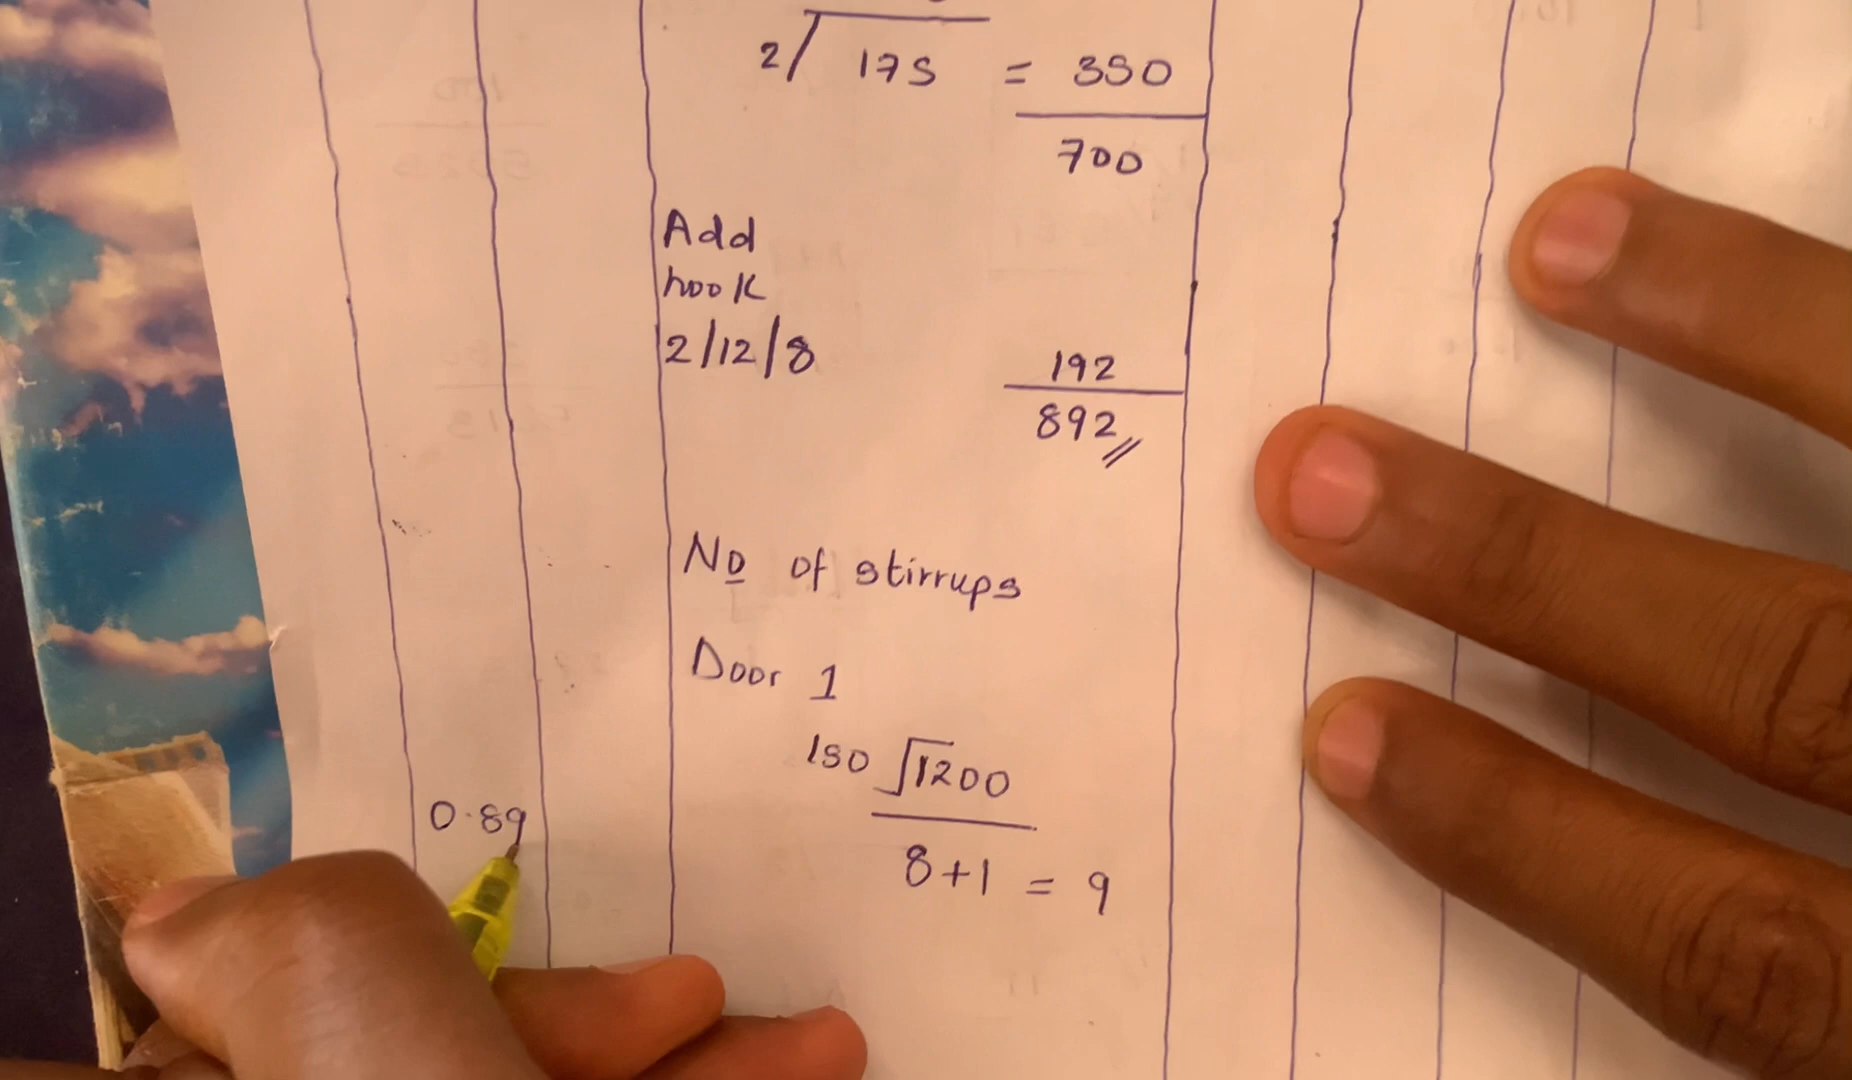 2/ 175 = 350
700
Add
hook
2/12/8
192
892
No of stirrups
Door 1
150 √1200
8+1 = 9
0.89